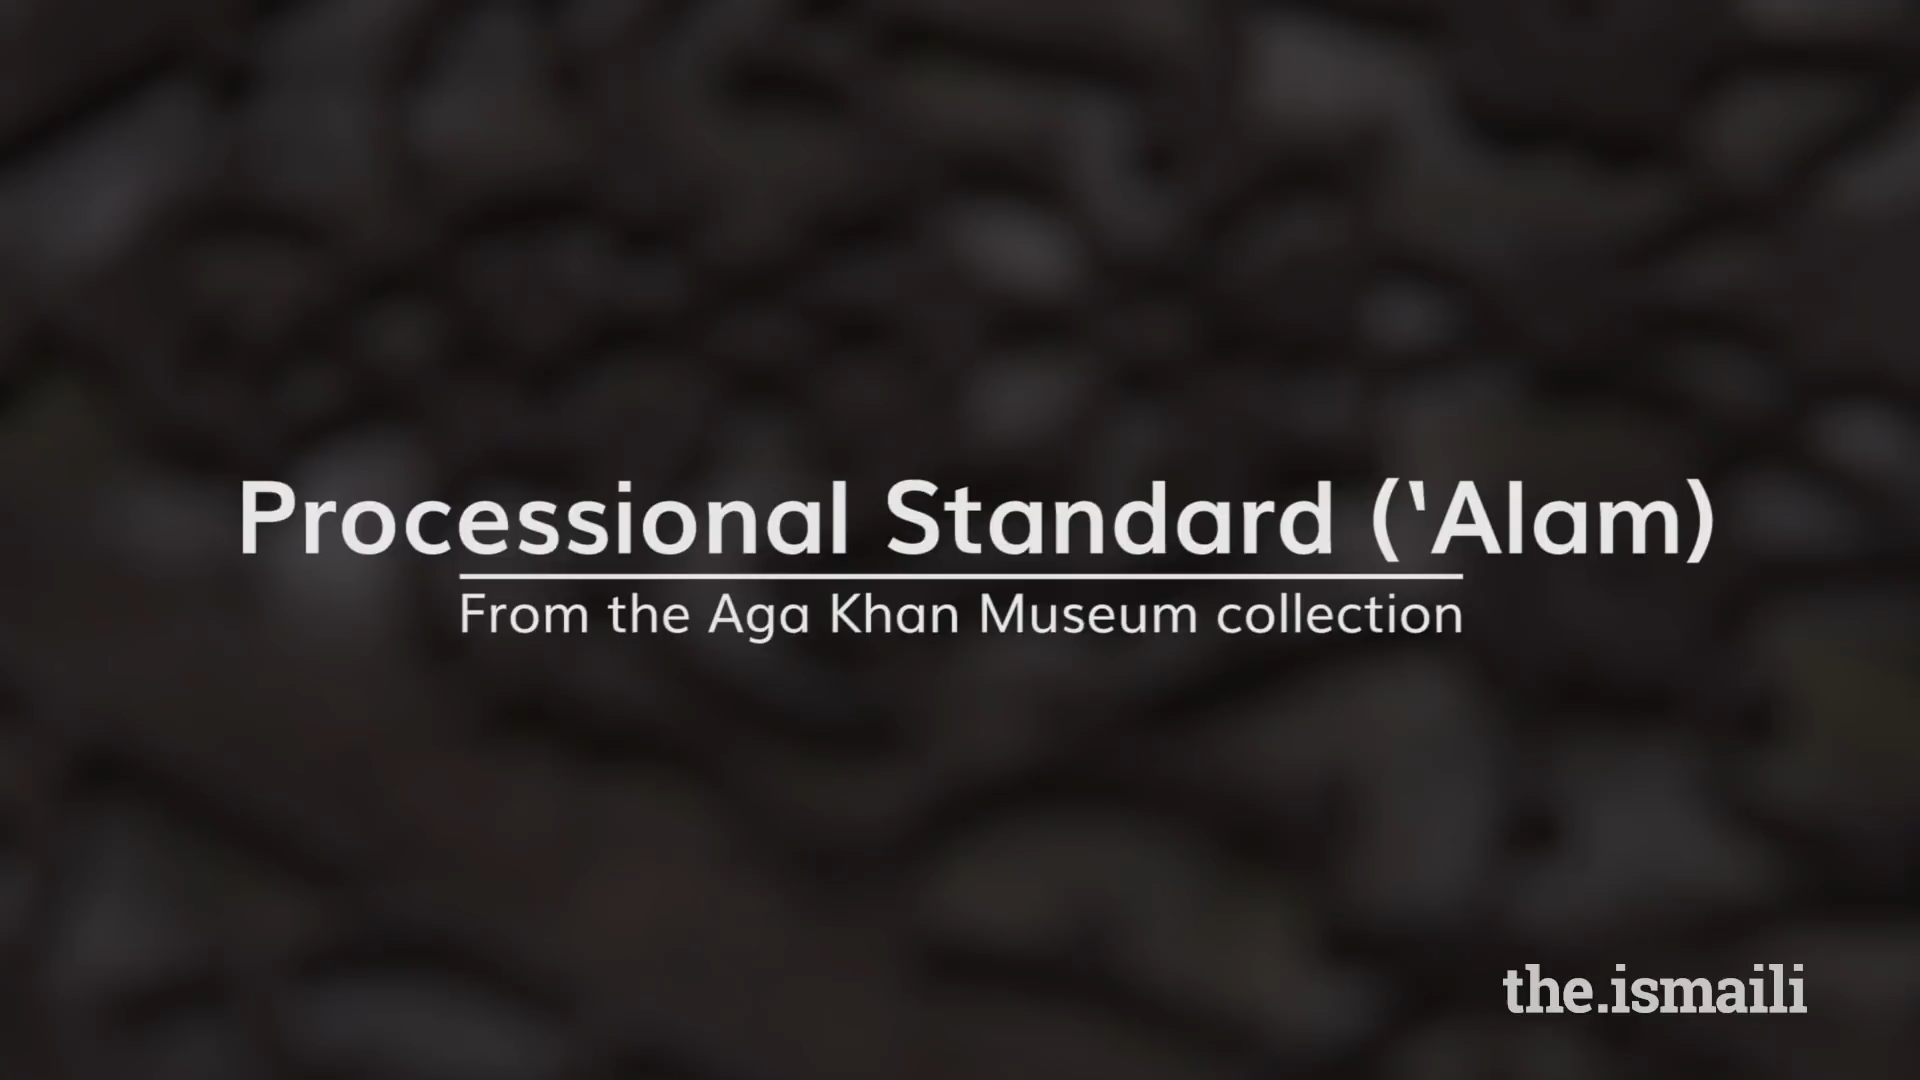 Processional Standard (‛Alam)
From the Aga Khan Museum collection
the.ismaili